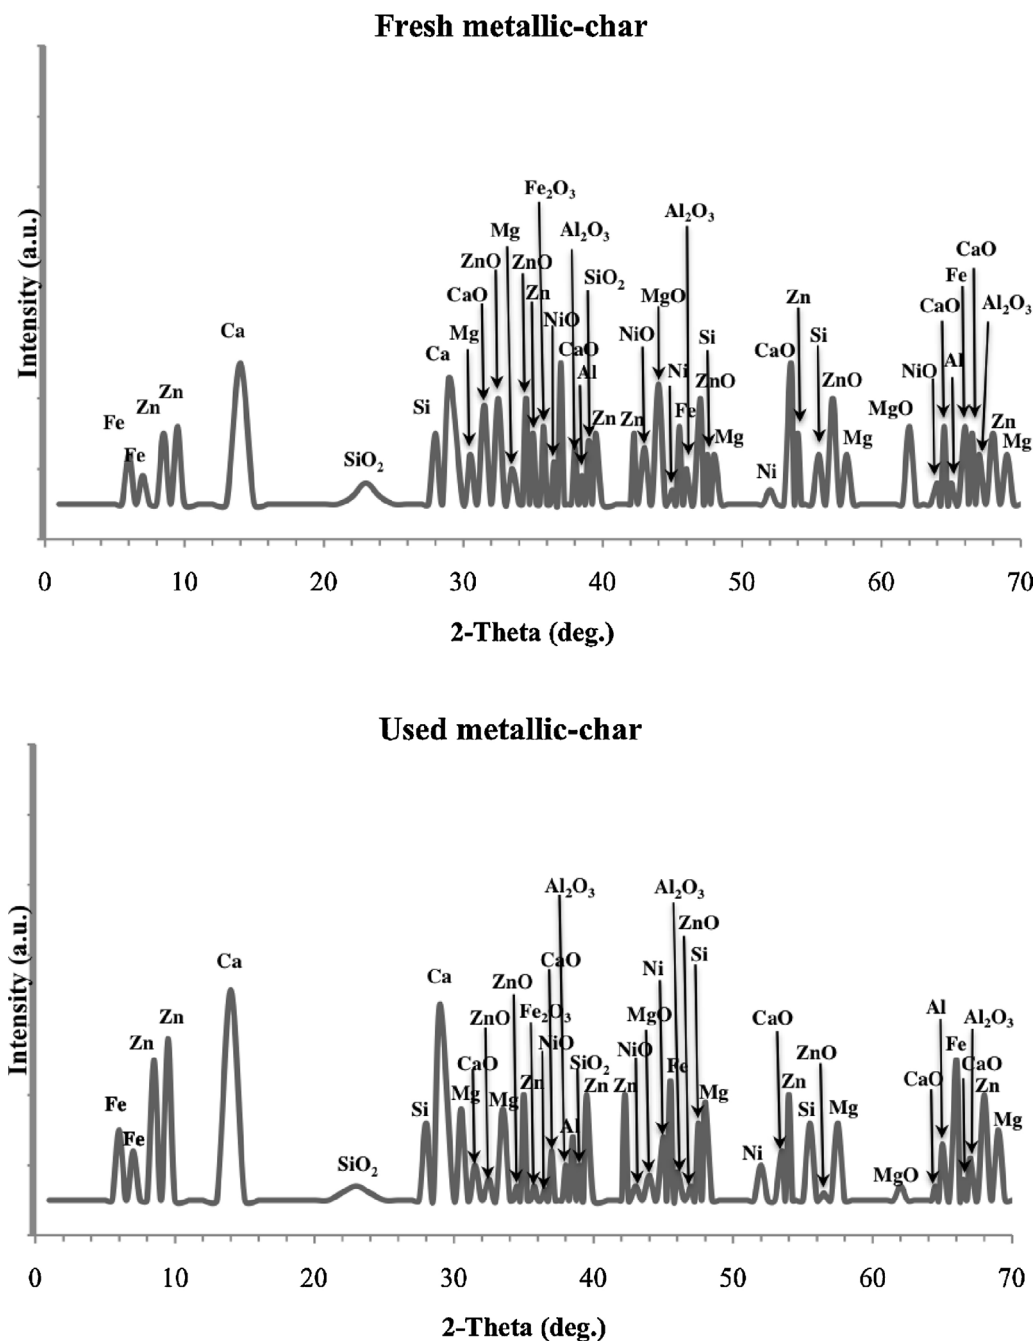 Fresh metallic-char
Intensity (a.u.)
Fe
Fe
Zn
Zn
Ca
SiO₂
Si
Ca
Mg
CaO
ZnO
Mg
ZnO
Zn
Fe₂O₃
NiO
CaO
Al₂O₃
Al
SiO₂
Zn
Zn
NiO
MgO
Ni
Fe
Al₂O₃
ZnO
Si
Mg
Ni
CaO
Zn
Si
ZnO
Mg
MgO
NiO
CaO
Al
Fe
CaO
Al₂O₃
Zn
Mg
0 10 20 30 40 50 60 70
2-Theta (deg.)
Used metallic-char
Intensity (a.u.)
Fe
Fe
Zn
Zn
Ca
SiO₂
Si
Ca
Mg
CaO
ZnO
Mg
ZnO
Zn
Fe₂O₃
NiO
CaO
Al₂O₃
Al
SiO₂
Zn
Zn
NiO
MgO
Ni
Fe
Al₂O₃
ZnO
Si
Mg
Ni
CaO
Zn
Si
ZnO
Mg
MgO
CaO
Al
Fe
CaO
Al₂O₃
Zn
Mg
0 10 20 30 40 50 60 70
2-Theta (deg.)